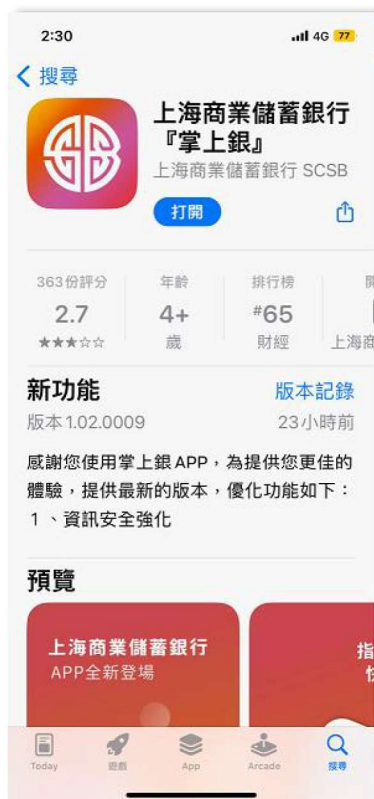 2:30
4G 77
搜尋
上海商業儲蓄銀行
『掌上銀』
上海商業儲蓄銀行 SCSB
打開
363份評分 年齡 排行榜
2.7 4+ #65
★★★☆☆ 歲 財經 上海商
新功能 版本記錄
版本 1.02.0009 23小時前
感謝您使用掌上銀 APP，為提供您更佳的
體驗，提供最新的版本，優化功能如下：
1、資訊安全強化
預覽
上海商業儲蓄銀行
APP全新登場
指
Today 遊戲 App Arcade 搜尋